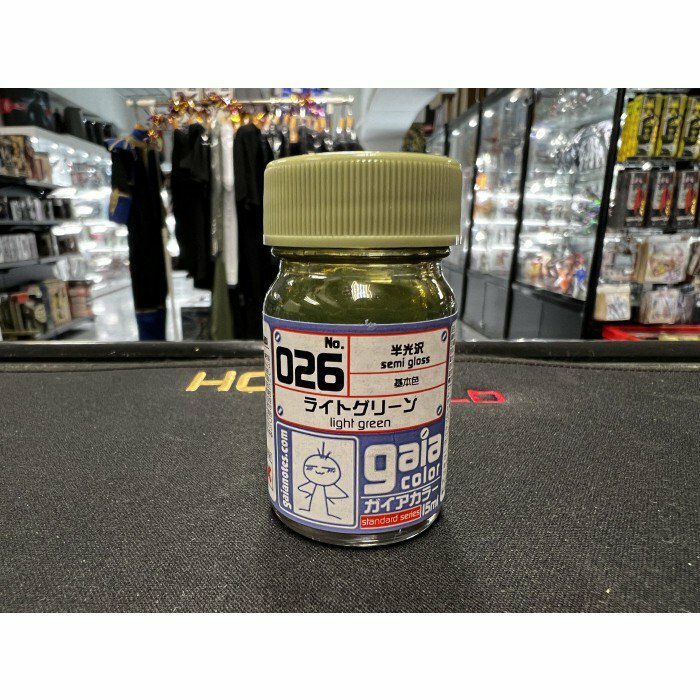 No.
026
半光沢
semi gloss
基本色
ライトグリーン
light green
gaianotes.com
gaia
color
ガイアカラー
standard series
15ml